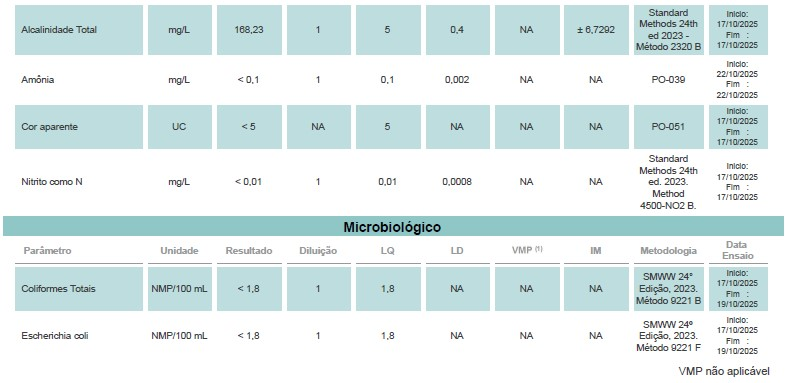 Alcalinidade Total mg/L 168,23 1 5 0,4 NA ± 6,7292 Standard Methods 24th ed 2023 - Método 2320 B Inicio: 17/10/2025 Fim : 17/10/2025
Amônia mg/L < 0,1 1 0,1 0,002 NA NA PO-039 Inicio: 22/10/2025 Fim : 22/10/2025
Cor aparente UC < 5 NA 5 NA NA NA PO-051 Inicio: 17/10/2025 Fim : 17/10/2025
Nitrito como N mg/L < 0,01 1 0,01 0,0008 NA NA Standard Methods 24th ed. 2023. Method 4500-NO2 B. Inicio: 17/10/2025 Fim : 17/10/2025
Microbiológico
Parâmetro Unidade Resultado Diluição LQ LD VMP (1) IM Metodologia Data Ensaio
Coliformes Totais NMP/100 mL < 1,8 1 1,8 NA NA NA SMWW 24° Edição, 2023. Método 9221 B Inicio: 17/10/2025 Fim : 19/10/2025
Escherichia coli NMP/100 mL < 1,8 1 1,8 NA NA NA SMWW 24º Edição, 2023. Método 9221 F Inicio: 17/10/2025 Fim : 19/10/2025
VMP não aplicável